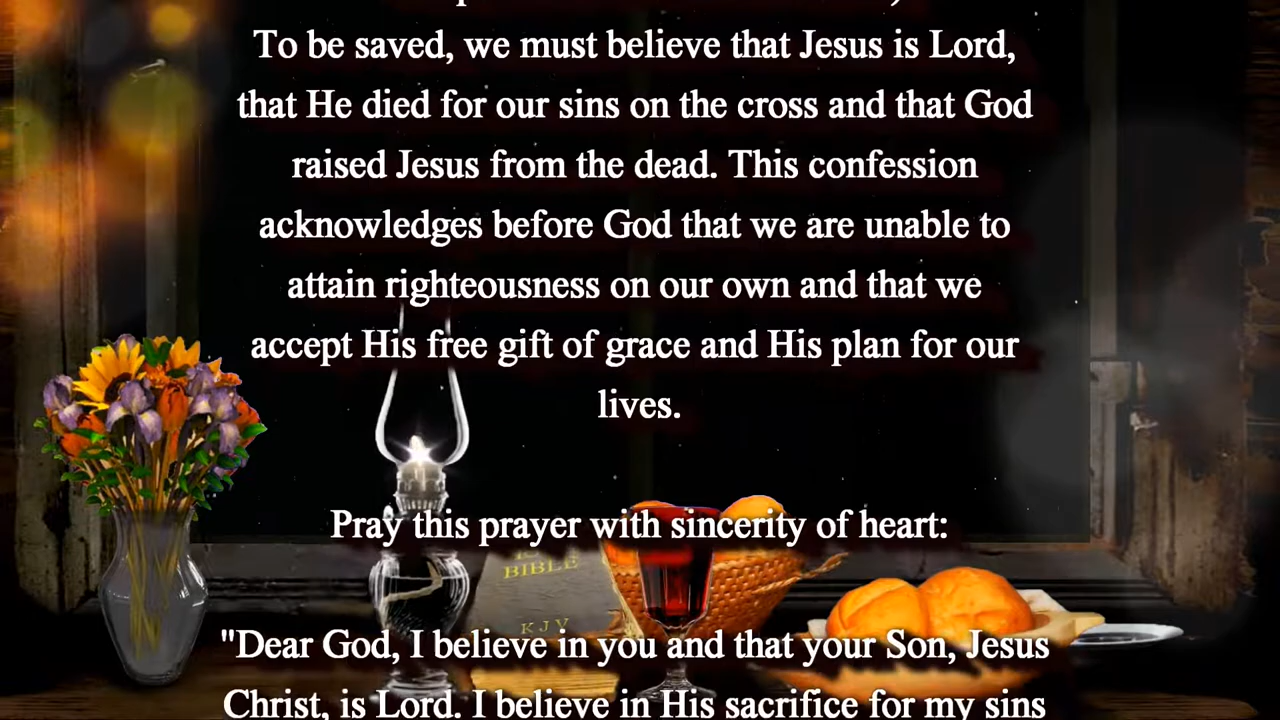 To be saved, we must believe that Jesus is Lord,
that He died for our sins on the cross and that God
raised Jesus from the dead. This confession
acknowledges before God that we are unable to
attain righteousness on our own and that we
accept His free gift of grace and His plan for our
lives.
Pray this prayer with sincerity of heart:
BIBLE
KJV
"Dear God, I believe in you and that your Son, Jesus
Christ, is Lord. I believe in His sacrifice for my sins